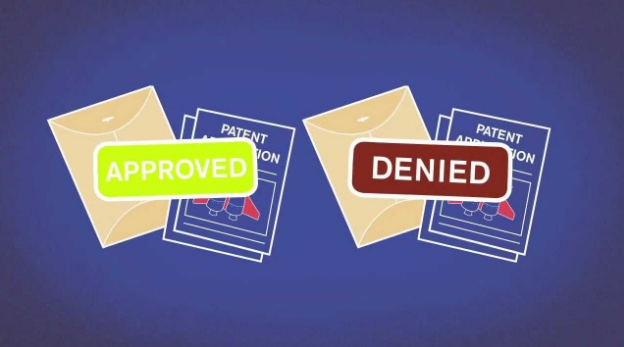 PATENT
APPROVED
PATENT
DENIED